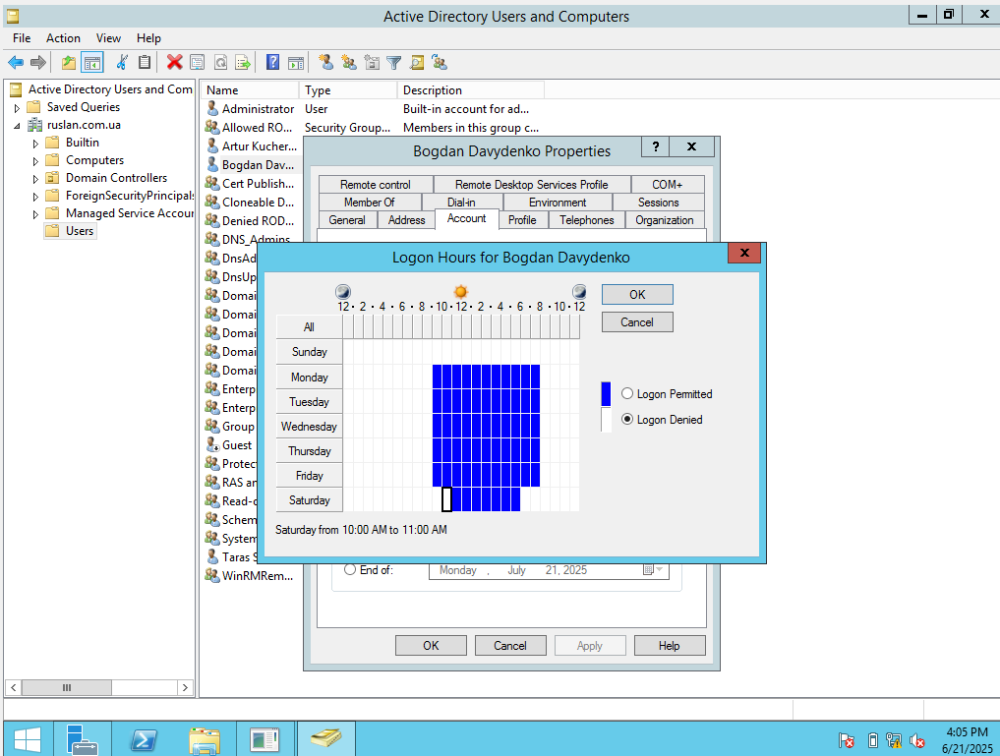 Active Directory Users and Computers
File Action View Help
Active Directory Users and Com
Saved Queries
ruslan.com.ua
Builtin
Computers
Domain Controllers
ForeignSecurityPrincipals
Managed Service Accour
Users
Name Type Description
Administrator User Built-in account for ad...
Allowed RO... Security Group... Members in this group c...
Artur Kucher...
Bogdan Dav...
Cert Publish...
Cloneable D...
Denied ROD...
DNS_Admins
DnsAd
DnsUp
Domai
Domai
Domai
Domai
Domai
Enterp
Enterp
Group
Guest
Protec
RAS an
Read-o
Schem
System
Taras S
WinRMRem...
Bogdan Davydenko Properties
? X
Remote control Remote Desktop Services Profile COM+
Member Of Dial-in Environment Sessions
General Address Account Profile Telephones Organization
Logon Hours for Bogdan Davydenko
X
12 · 2 · 4 · 6 · 8 · 10 · 12 · 2 · 4 · 6 · 8 · 10 · 12
All
Sunday
Monday
Tuesday
Wednesday
Thursday
Friday
Saturday
OK
Cancel
Logon Permitted
Logon Denied
Saturday from 10:00 AM to 11:00 AM
End of: Monday , July 21, 2025
OK Cancel Apply Help
4:05 PM
6/21/2025